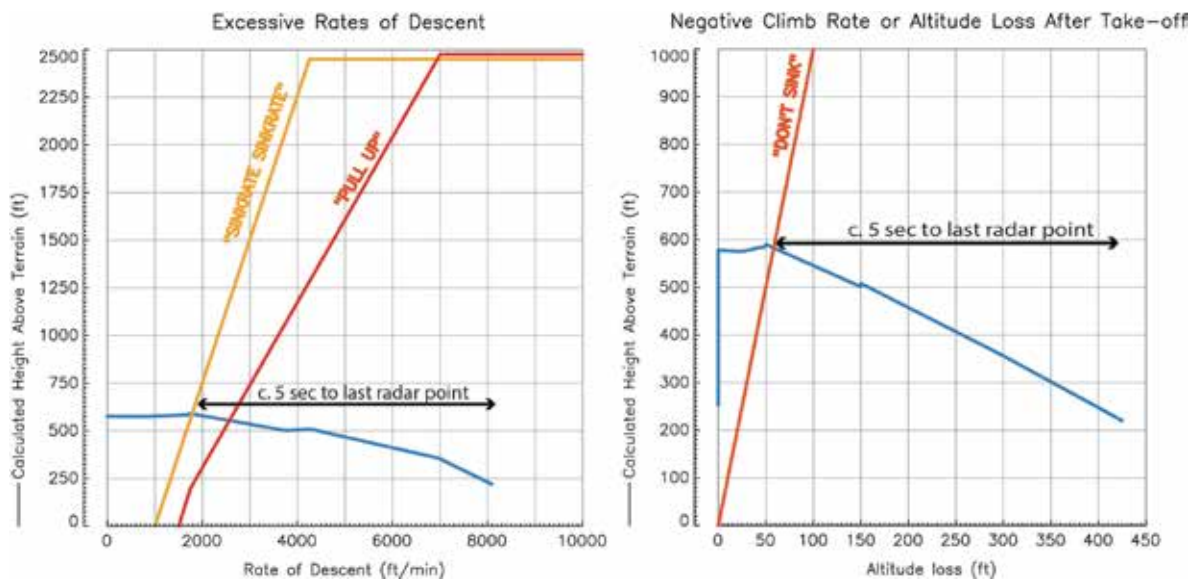 Excessive Rates of Descent
Calculated Height Above Terrain (ft)
2500
2250
2000
1750
1500
1250
1000
750
500
250
0
"SINKRATE SINKRATE"
"PULL UP"
c. 5 sec to last radar point
0 2000 4000 6000 8000 10000
Rate of Descent (ft/min)
Negative Climb Rate or Altitude Loss After Take-off
Calculated Height Above Terrain (ft)
1000
900
800
700
600
500
400
300
200
100
0
"DON'T SINK"
c. 5 sec to last radar point
0 50 100 150 200 250 300 350 400 450
Altitude loss (ft)